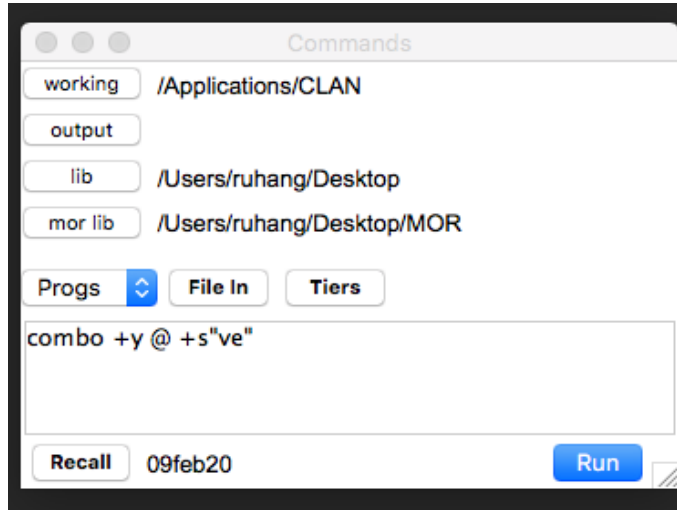 Commands
working /Applications/CLAN
output
lib /Users/ruhang/Desktop
mor lib /Users/ruhang/Desktop/MOR
Progs File In Tiers
combo +y @ +s"ve"
Recall 09feb20 Run